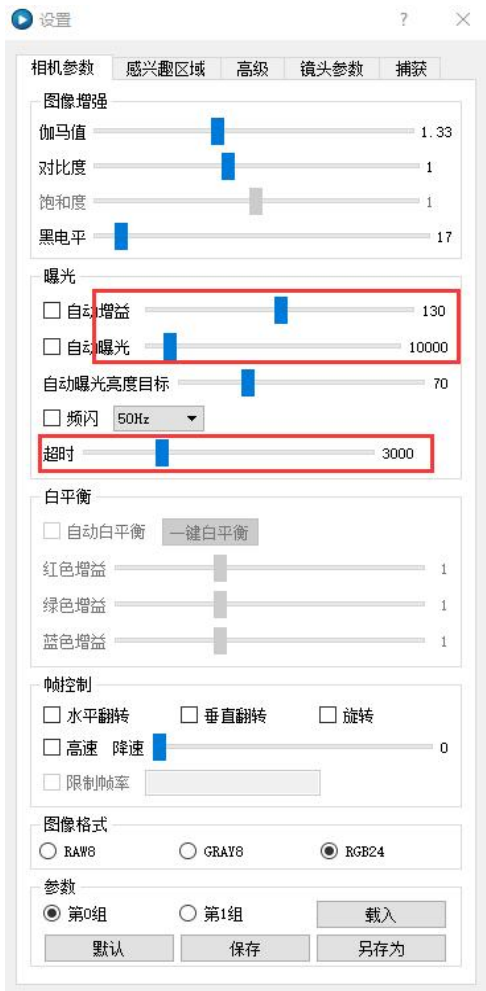 设置 ?
相机参数 感兴趣区域 高级 镜头参数 捕获
图像增强
伽马值 1.33
对比度 1
饱和度 1
黑电平 17
曝光
自动增益 130
自动曝光 10000
自动曝光亮度目标 70
频闪 50Hz
超时 3000
白平衡
自动白平衡 一键白平衡
红色增益 1
绿色增益 1
蓝色增益 1
帧控制
水平翻转 垂直翻转 旋转
高速 降速 0
限制帧率
图像格式
RAW8 GRAY8 RGB24
参数
第0组 第1组 载入
默认 保存 另存为